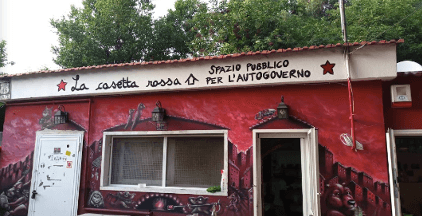 La casetta rossa SPAZIO PUBBLICO
PER L'AUTOGOVERNO